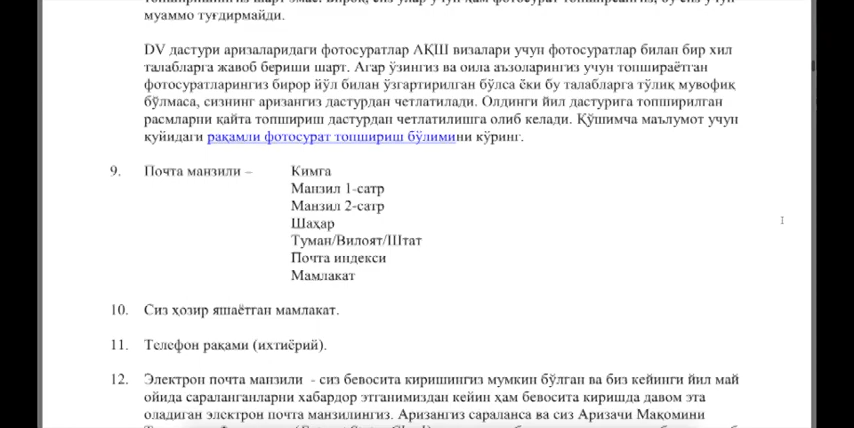 муаммо туғдирмайди.
DV дастури аризаларидаги фотосуратлар АҚШ визалари учун фотосуратлар билан бир хил
талабларга жавоб бериши шарт. Агар ўзингиз ва оила аъзоларингиз учун топшираётган
фотосуратларингиз бирор йўл билан ўзгартирилган бўлса ёки бу талабларга тўлиқ мувофиқ
бўлмаса, сизнинг аризангиз дастурдан четлатилади. Олдинги йил дастурига топширилган
расмларни қайта топшириш дастурдан четлатилишга олиб келади. Қўшимча маълумот учун
қуйидаги рақамли фотосурат топшириш бўлимини кўринг.
9. Почта манзили – Кимга
Манзил 1-сатр
Манзил 2-сатр
Шаҳар
Туман/Вилоят/Штат
Почта индекси
Мамлакат
10. Сиз ҳозир яшаётган мамлакат.
11. Телефон рақами (ихтиёрий).
12. Электрон почта манзили - сиз бевосита киришингиз мумкин бўлган ва биз кейинги йил май
ойида сараланганларни хабардор этганимиздан кейин ҳам бевосита киришда давом эта
оладиган электрон почта манзилингиз. Аризангиз сараланса ва сиз Аризачи Мақомини